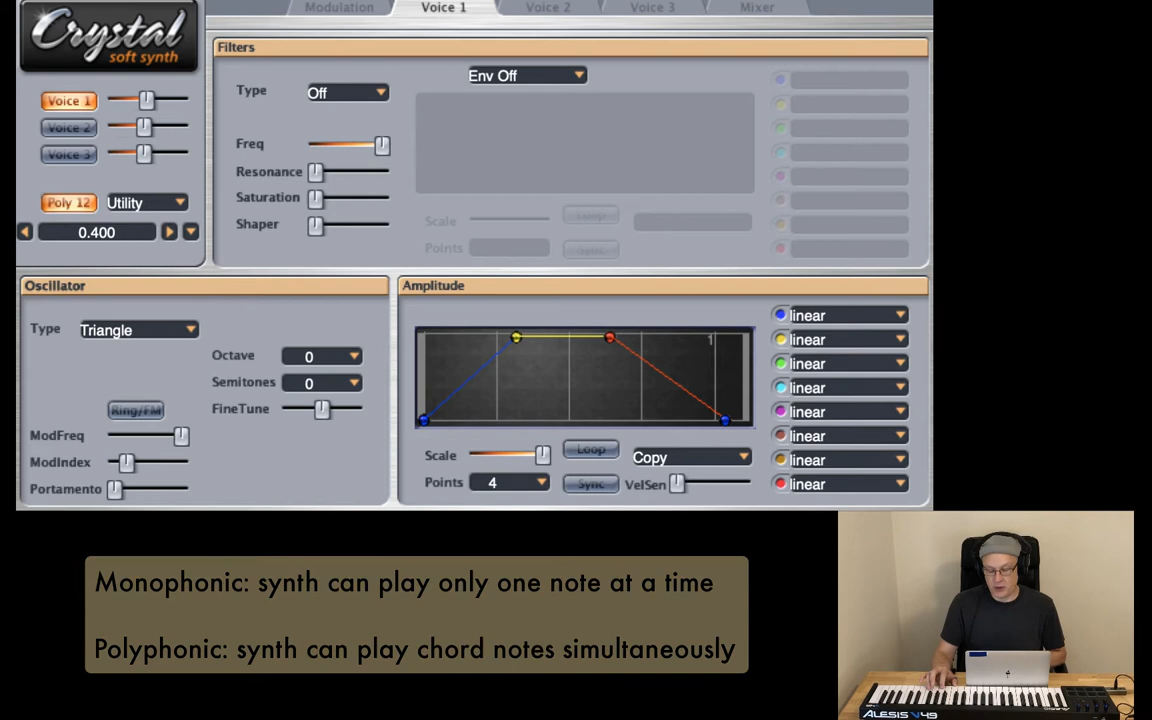 Crystal
soft synth
Modulation
Voice 1
Voice 2
Voice 3
Mixer
Voice 1
Voice 2
Voice 3
Poly 12
Utility
0.400
Filters
Type
Off
Env Off
Freq
Resonance
Saturation
Shaper
Scale
Loop
Points
Sync
Oscillator
Type
Triangle
Octave
0
Semitones
0
FineTune
Ring/FM
ModFreq
ModIndex
Portamento
Amplitude
1
Scale
Loop
Copy
Points
4
Sync
VelSen
linear
linear
linear
linear
linear
linear
linear
linear
Monophonic: synth can play only one note at a time
Polyphonic: synth can play chord notes simultaneously
ALESIS V49